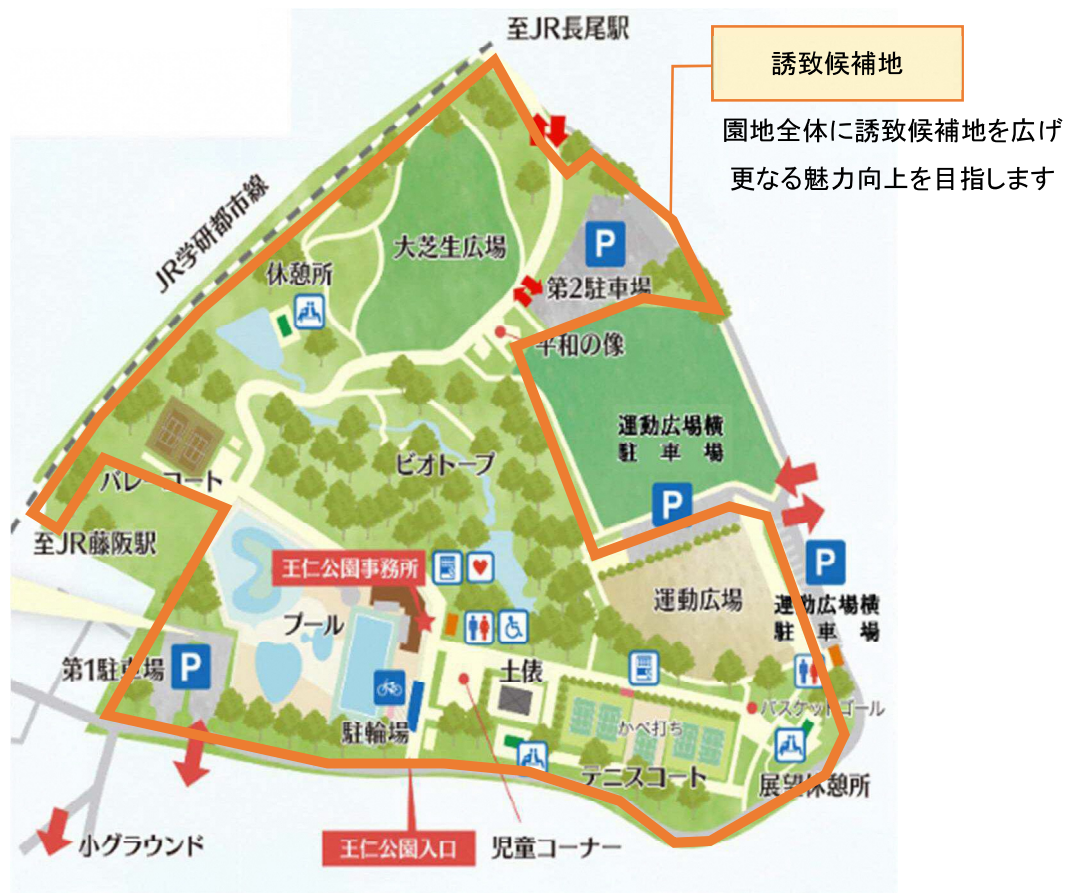 至JR長尾駅
誘致候補地
園地全体に誘致候補地を広げ
更なる魅力向上を目指します
JR学研都市線
大芝生広場
P
休憩所
第2駐車場
平和の像
運動広場横
駐車場
P
バレーコート
ビオトープ
至JR藤阪駅
王仁公園事務所
P
運動広場
運動広場横
駐車場
プール
第1駐車場
P
土俵
バスケットゴール
かべ打ち
駐輪場
テニスコート
展望休憩所
小グラウンド
王仁公園入口
児童コーナー